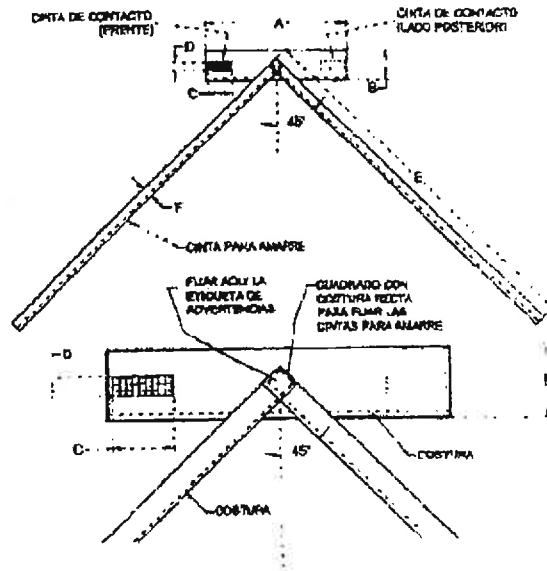 CINTA DE CONTACTO
(FRENTE)
A
CINTA DE CONTACTO
(LADO POSTERIOR)
D
C
B
45°
E
F
CINTA PARA AMARRE
FIJAR AQUI LA
ETIQUETA DE
ADVERTENCIAS
CUADRADO CON
COSTURA RECTA
PARA FIJAR LAS
CINTAS PARA AMARRE
D
C
45°
COSTURA
COSTURA